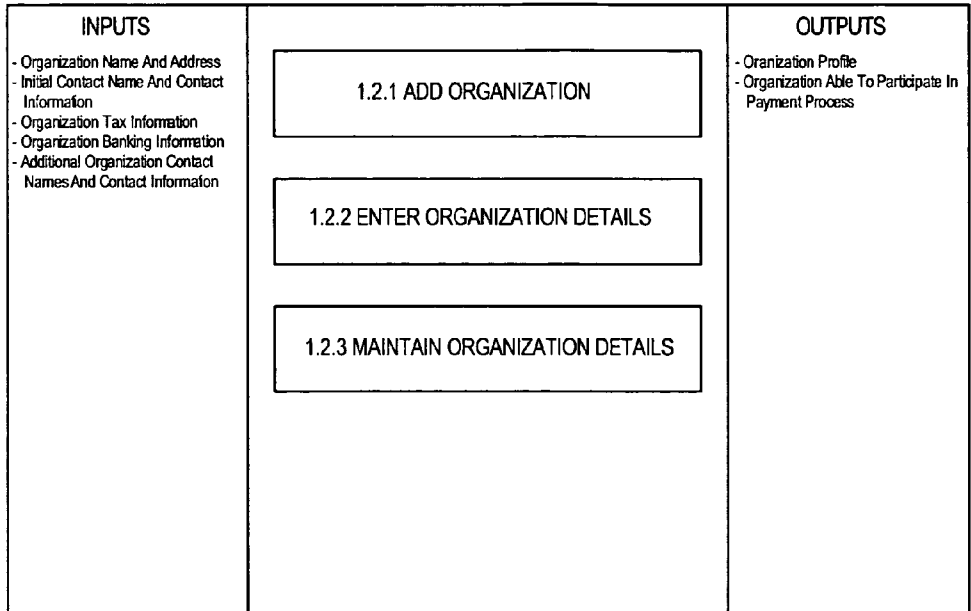 INPUTS
- Organization Name And Address
- Initial Contact Name And Contact
Information
- Organization Tax Information
- Organization Banking Information
- Additional Organization Contact
Names And Contact Information
1.2.1 ADD ORGANIZATION
1.2.2 ENTER ORGANIZATION DETAILS
1.2.3 MAINTAIN ORGANIZATION DETAILS
OUTPUTS
- Oranization Profile
- Organization Able To Participate In
Payment Process